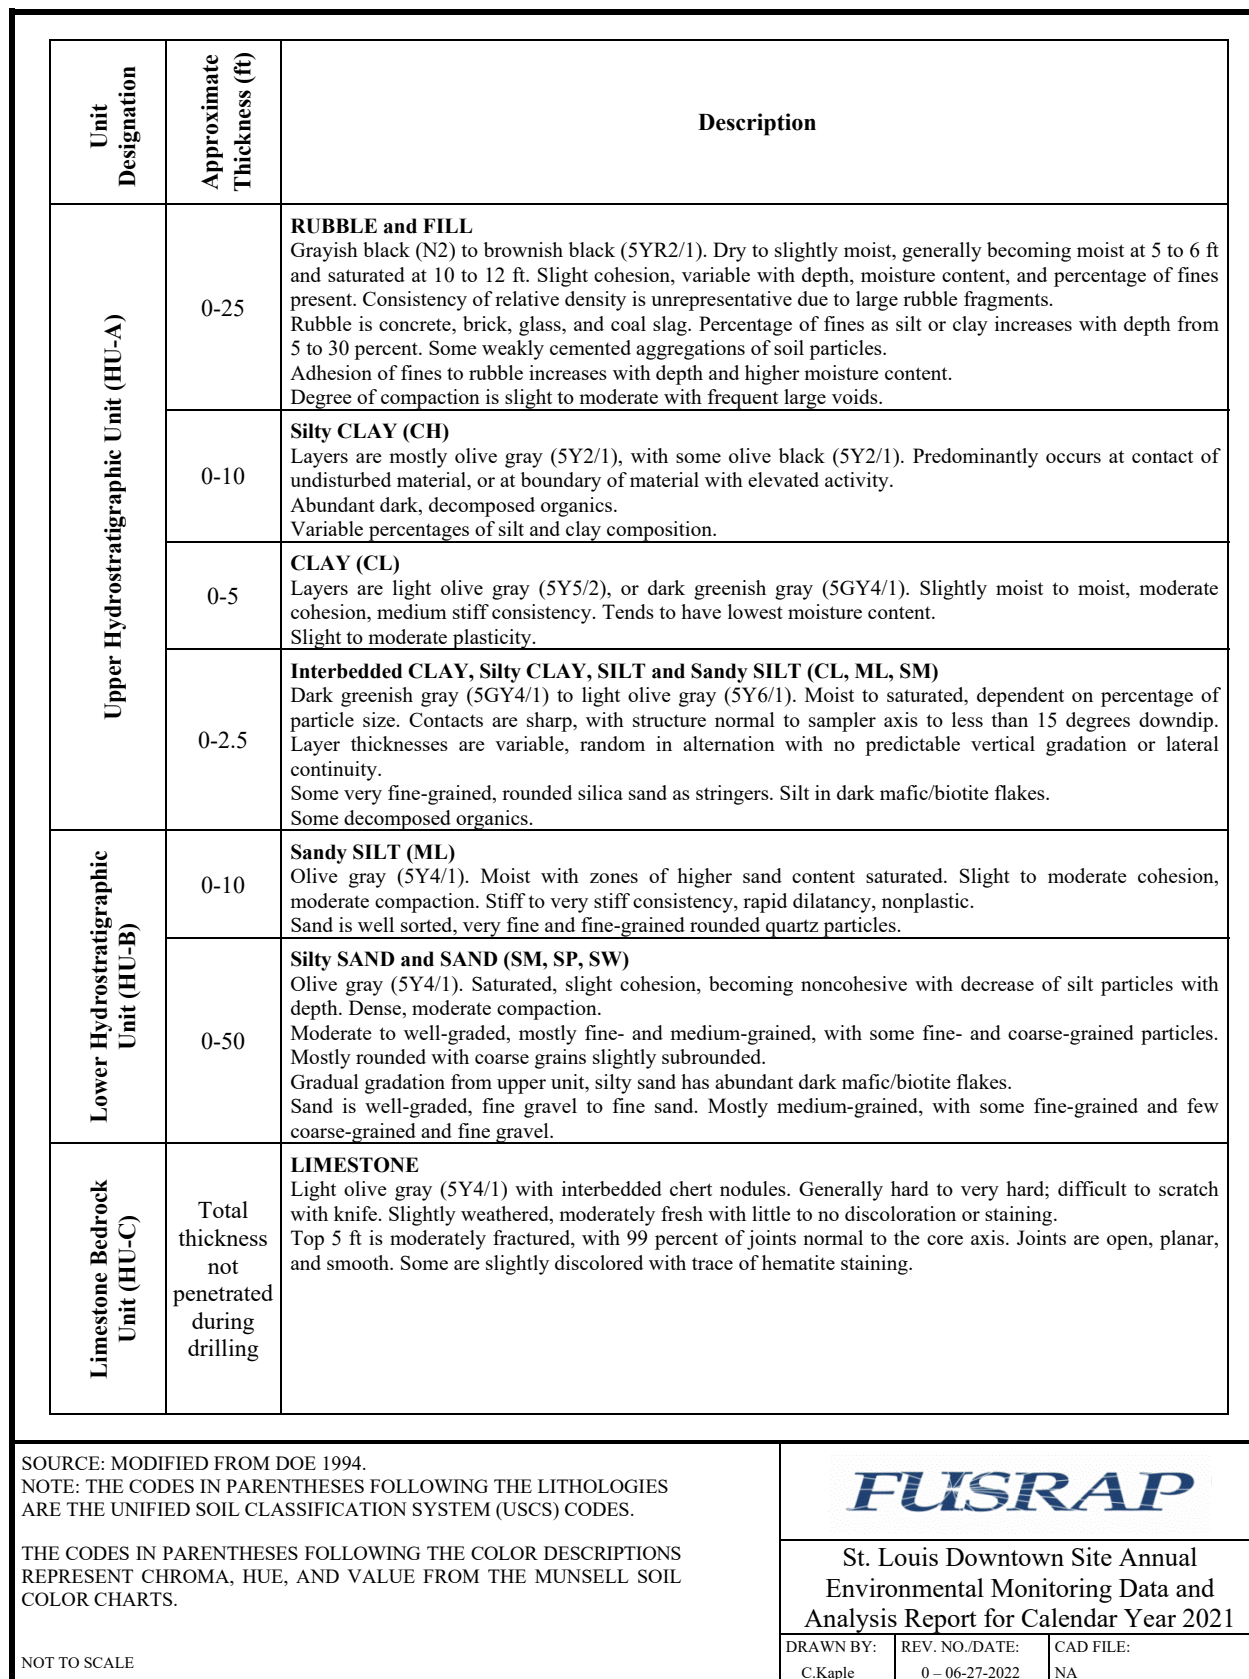 Unit
Designation
Approximate
Thickness (ft)
Description
Upper Hydrostratigraphic Unit (HU-A)
0-25
RUBBLE and FILL
Grayish black (N2) to brownish black (5YR2/1). Dry to slightly moist, generally becoming moist at 5 to 6 ft
and saturated at 10 to 12 ft. Slight cohesion, variable with depth, moisture content, and percentage of fines
present. Consistency of relative density is unrepresentative due to large rubble fragments.
Rubble is concrete, brick, glass, and coal slag. Percentage of fines as silt or clay increases with depth from
5 to 30 percent. Some weakly cemented aggregations of soil particles.
Adhesion of fines to rubble increases with depth and higher moisture content.
Degree of compaction is slight to moderate with frequent large voids.
0-10
Silty CLAY (CH)
Layers are mostly olive gray (5Y2/1), with some olive black (5Y2/1). Predominantly occurs at contact of
undisturbed material, or at boundary of material with elevated activity.
Abundant dark, decomposed organics.
Variable percentages of silt and clay composition.
0-5
CLAY (CL)
Layers are light olive gray (5Y5/2), or dark greenish gray (5GY4/1). Slightly moist to moist, moderate
cohesion, medium stiff consistency. Tends to have lowest moisture content.
Slight to moderate plasticity.
0-2.5
Interbedded CLAY, Silty CLAY, SILT and Sandy SILT (CL, ML, SM)
Dark greenish gray (5GY4/1) to light olive gray (5Y6/1). Moist to saturated, dependent on percentage of
particle size. Contacts are sharp, with structure normal to sampler axis to less than 15 degrees downdip.
Layer thicknesses are variable, random in alternation with no predictable vertical gradation or lateral
continuity.
Some very fine-grained, rounded silica sand as stringers. Silt in dark mafic/biotite flakes.
Some decomposed organics.
Lower Hydrostratigraphic
Unit (HU-B)
0-10
Sandy SILT (ML)
Olive gray (5Y4/1). Moist with zones of higher sand content saturated. Slight to moderate cohesion,
moderate compaction. Stiff to very stiff consistency, rapid dilatancy, nonplastic.
Sand is well sorted, very fine and fine-grained rounded quartz particles.
0-50
Silty SAND and SAND (SM, SP, SW)
Olive gray (5Y4/1). Saturated, slight cohesion, becoming noncohesive with decrease of silt particles with
depth. Dense, moderate compaction.
Moderate to well-graded, mostly fine- and medium-grained, with some fine- and coarse-grained particles.
Mostly rounded with coarse grains slightly subrounded.
Gradual gradation from upper unit, silty sand has abundant dark mafic/biotite flakes.
Sand is well-graded, fine gravel to fine sand. Mostly medium-grained, with some fine-grained and few
coarse-grained and fine gravel.
Limestone Bedrock
Unit (HU-C)
Total
thickness
not
penetrated
during
drilling
LIMESTONE
Light olive gray (5Y4/1) with interbedded chert nodules. Generally hard to very hard; difficult to scratch
with knife. Slightly weathered, moderately fresh with little to no discoloration or staining.
Top 5 ft is moderately fractured, with 99 percent of joints normal to the core axis. Joints are open, planar,
and smooth. Some are slightly discolored with trace of hematite staining.
SOURCE: MODIFIED FROM DOE 1994.
NOTE: THE CODES IN PARENTHESES FOLLOWING THE LITHOLOGIES
ARE THE UNIFIED SOIL CLASSIFICATION SYSTEM (USCS) CODES.
THE CODES IN PARENTHESES FOLLOWING THE COLOR DESCRIPTIONS
REPRESENT CHROMA, HUE, AND VALUE FROM THE MUNSELL SOIL
COLOR CHARTS.
NOT TO SCALE
FUSRAP
St. Louis Downtown Site Annual
Environmental Monitoring Data and
Analysis Report for Calendar Year 2021
DRAWN BY:
C.Kaple
REV. NO./DATE:
0 – 06-27-2022
CAD FILE:
NA